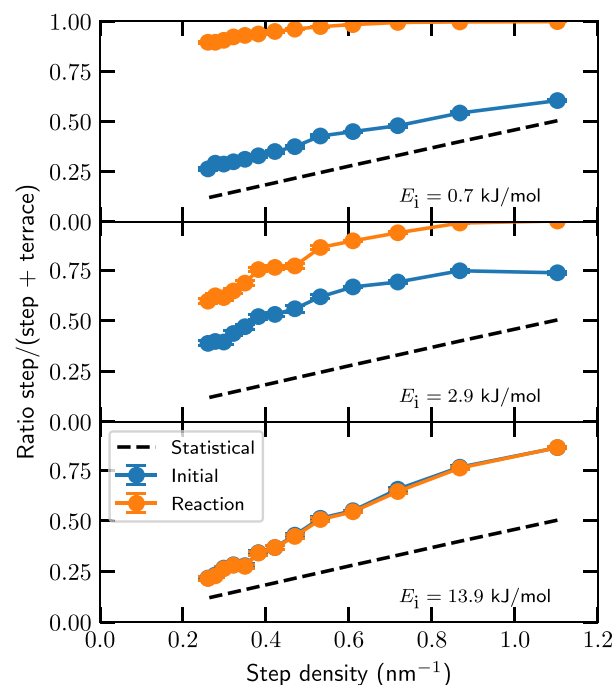 1.00
0.75
0.50
0.25
E_i = 0.7 kJ/mol
0.00
0.75
0.50
0.25
E_i = 2.9 kJ/mol
0.00
Statistical
Initial
Reaction
0.75
0.50
0.25
E_i = 13.9 kJ/mol
0.00
0.0 0.2 0.4 0.6 0.8 1.0 1.2
Step density (nm⁻¹)
Ratio step/(step + terrace)